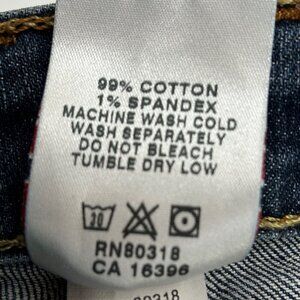 99% COTTON
1% SPANDEX
MACHINE WASH COLD
WASH SEPARATELY
DO NOT BLEACH
TUMBLE DRY LOW
30
RN80318
CA 16396
80318